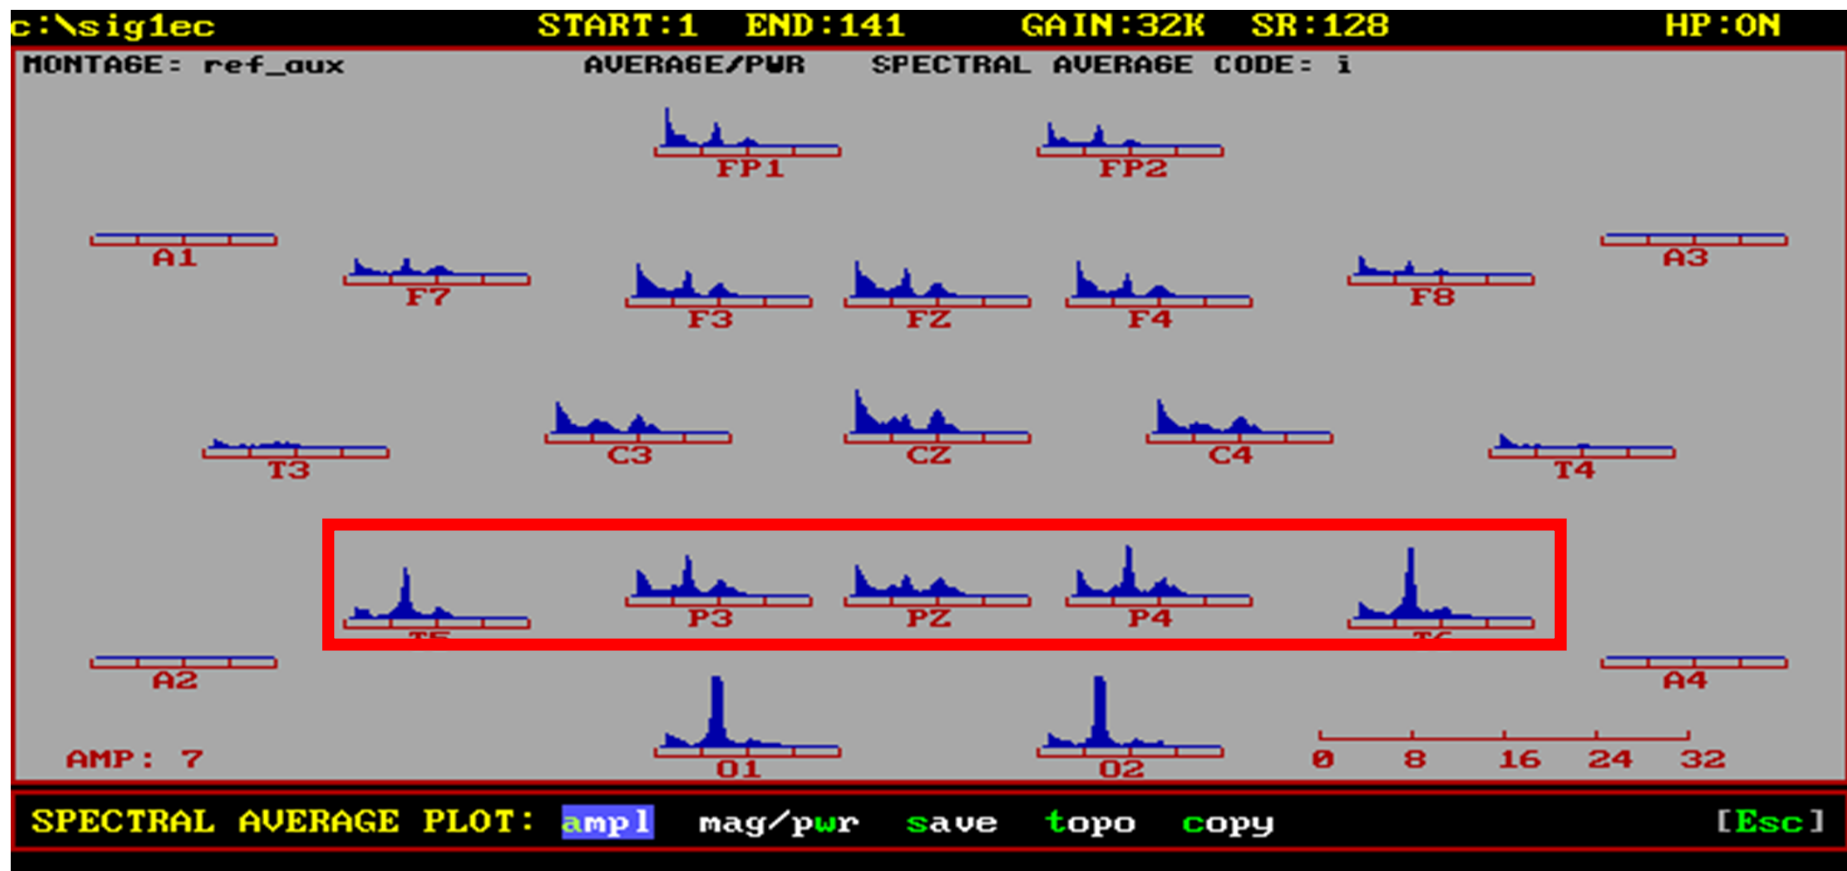 c:\sig1ec START:1 END:141 GAIN:32K SR:128 HP:ON
MONTAGE: ref_aux AVERAGE/PWR SPECTRAL AVERAGE CODE: i
FP1 FP2
A1 A3
F7 F3 FZ F4 F8
T3 C3 CZ C4 T4
T5 P3 PZ P4 T6
A2 A4
AMP: 7 O1 O2 0 8 16 24 32
SPECTRAL AVERAGE PLOT: ampl mag/pwr save topo copy [Esc]